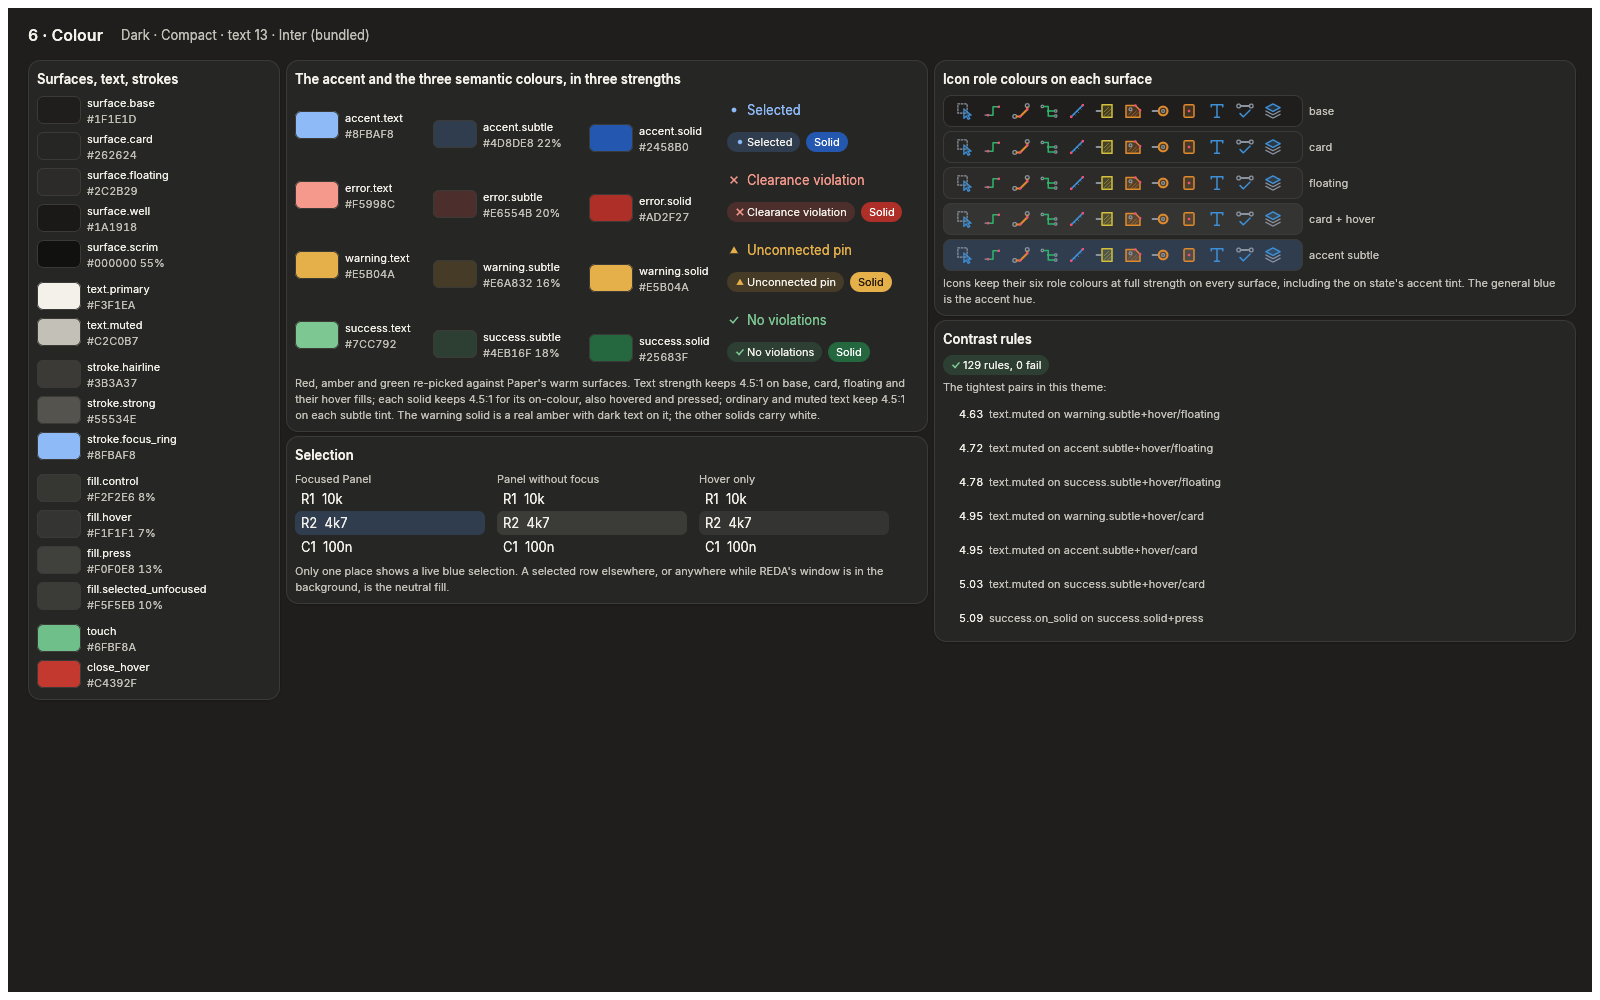 6 · Colour
Dark · Compact · text 13 · Inter (bundled)
Surfaces, text, strokes
surface.base
#1F1E1D
surface.card
#262624
surface.floating
#2C2B29
surface.well
#1A1918
surface.scrim
#000000 55%
text.primary
#F3F1EA
text.muted
#C2C0B7
stroke.hairline
#3B3A37
stroke.strong
#55534E
stroke.focus_ring
#8FBAF8
fill.control
#F2F2E6 8%
fill.hover
#F1F1F1 7%
fill.press
#F0F0E8 13%
fill.selected_unfocused
#F5F5EB 10%
touch
#6FBF8A
close_hover
#C4392F
The accent and the three semantic colours, in three strengths
accent.text
#8FBAF8
accent.subtle
#4D8DE8 22%
accent.solid
#2458B0
Selected
Selected
Solid
error.text
#F5998C
error.subtle
#E6554B 20%
error.solid
#AD2F27
Clearance violation
Clearance violation
Solid
warning.text
#E5B04A
warning.subtle
#E6A832 16%
warning.solid
#E5B04A
Unconnected pin
Unconnected pin
Solid
success.text
#7CC792
success.subtle
#4EB16F 18%
success.solid
#25683F
No violations
No violations
Solid
Red, amber and green re-picked against Paper's warm surfaces. Text strength keeps 4.5:1 on base, card, floating and
their hover fills; each solid keeps 4.5:1 for its on-colour, also hovered and pressed; ordinary and muted text keep 4.5:1
on each subtle tint. The warning solid is a real amber with dark text on it; the other solids carry white.
Selection
Focused Panel
R1 10k
R2 4k7
C1 100n
Panel without focus
R1 10k
R2 4k7
C1 100n
Hover only
R1 10k
R2 4k7
C1 100n
Only one place shows a live blue selection. A selected row elsewhere, or anywhere while REDA's window is in the
background, is the neutral fill.
Icon role colours on each surface
base
card
floating
card + hover
accent subtle
Icons keep their six role colours at full strength on every surface, including the on state's accent tint. The general blue
is the accent hue.
Contrast rules
129 rules, 0 fail
The tightest pairs in this theme:
4.63 text.muted on warning.subtle+hover/floating
4.72 text.muted on accent.subtle+hover/floating
4.78 text.muted on success.subtle+hover/floating
4.95 text.muted on warning.subtle+hover/card
4.95 text.muted on accent.subtle+hover/card
5.03 text.muted on success.subtle+hover/card
5.09 success.on_solid on success.solid+press